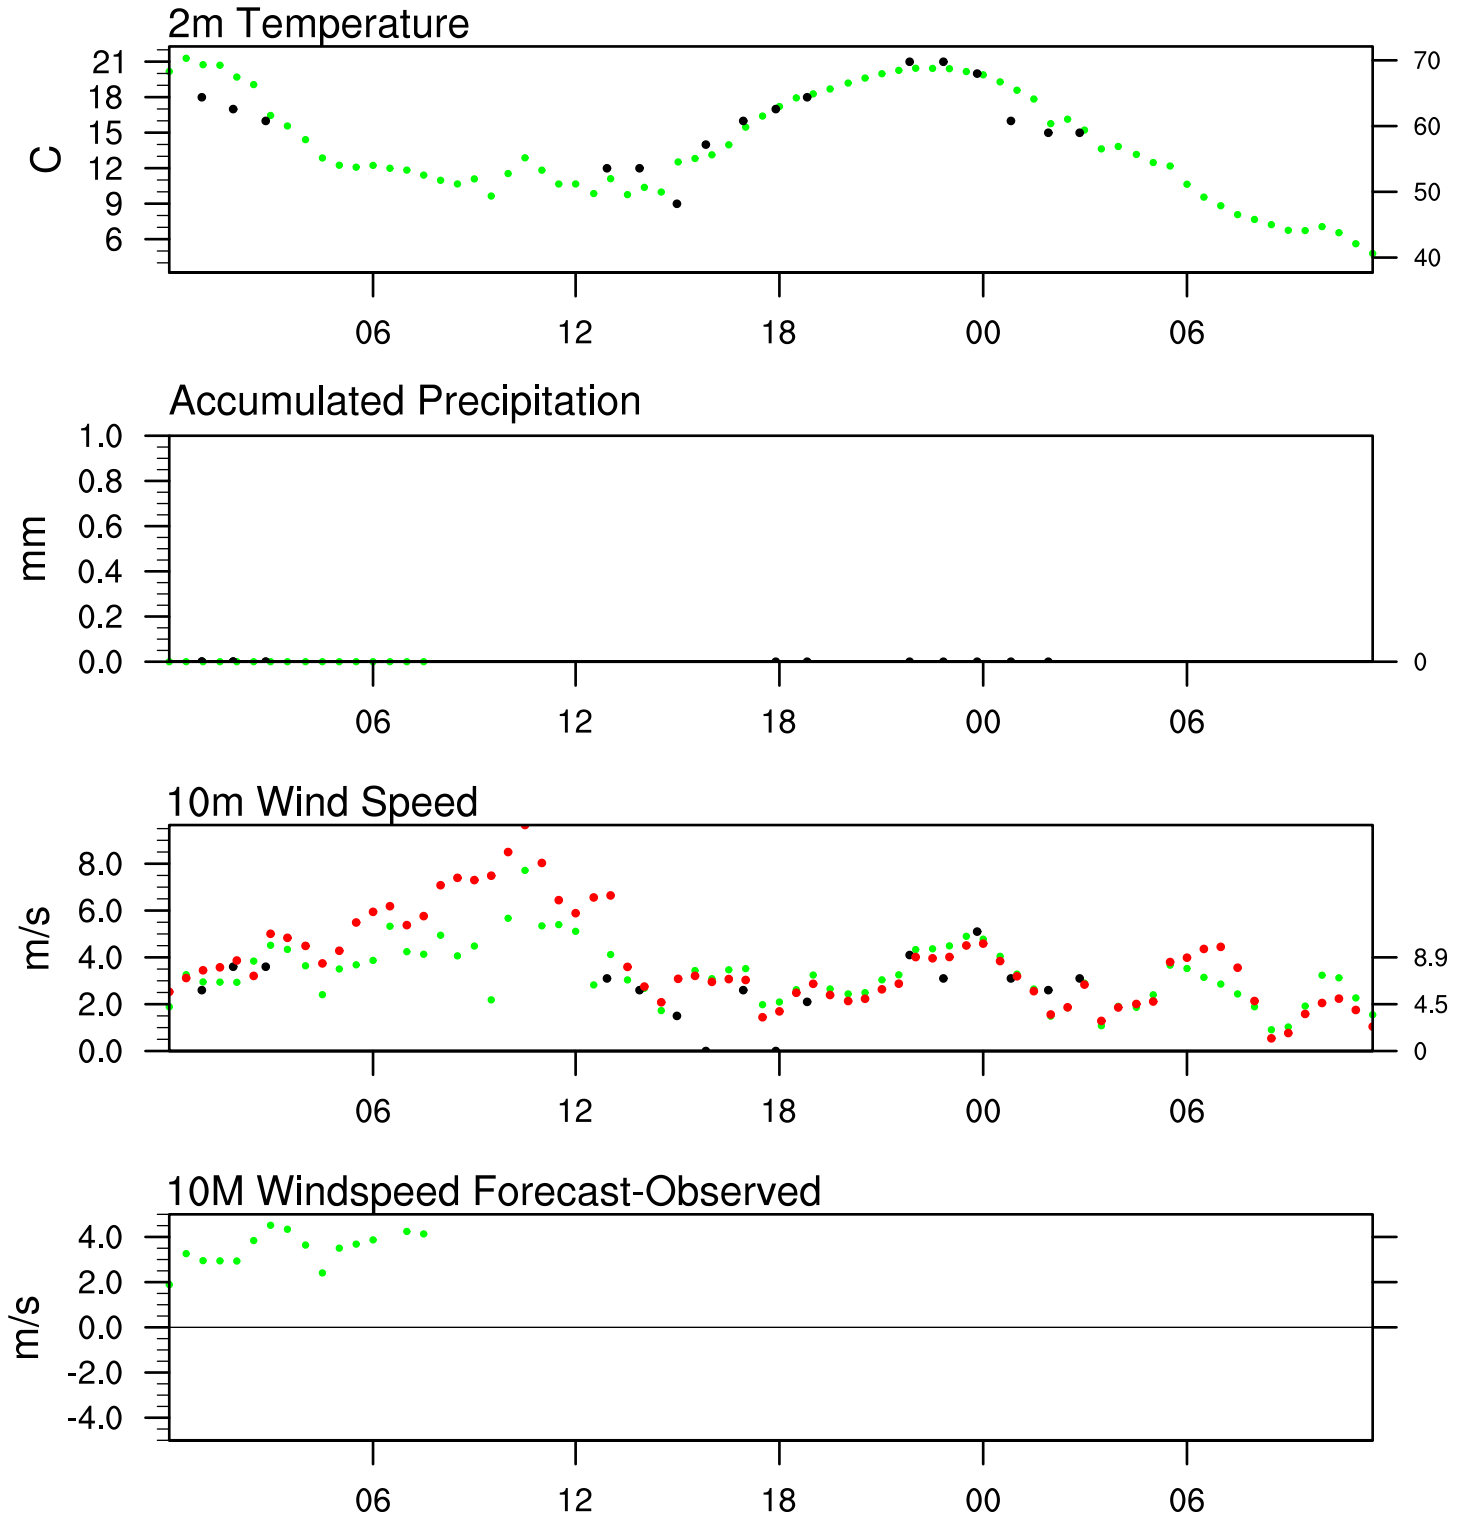 2m Temperature
21
18
15
12
9
6
C
70
60
50
40
06 12 18 00 06
Accumulated Precipitation
1.0
0.8
0.6
0.4
0.2
0.0
mm
0
06 12 18 00 06
10m Wind Speed
8.0
6.0
4.0
2.0
0.0
m/s
8.9
4.5
0
06 12 18 00 06
10M Windspeed Forecast-Observed
4.0
2.0
0.0
-2.0
-4.0
m/s
06 12 18 00 06